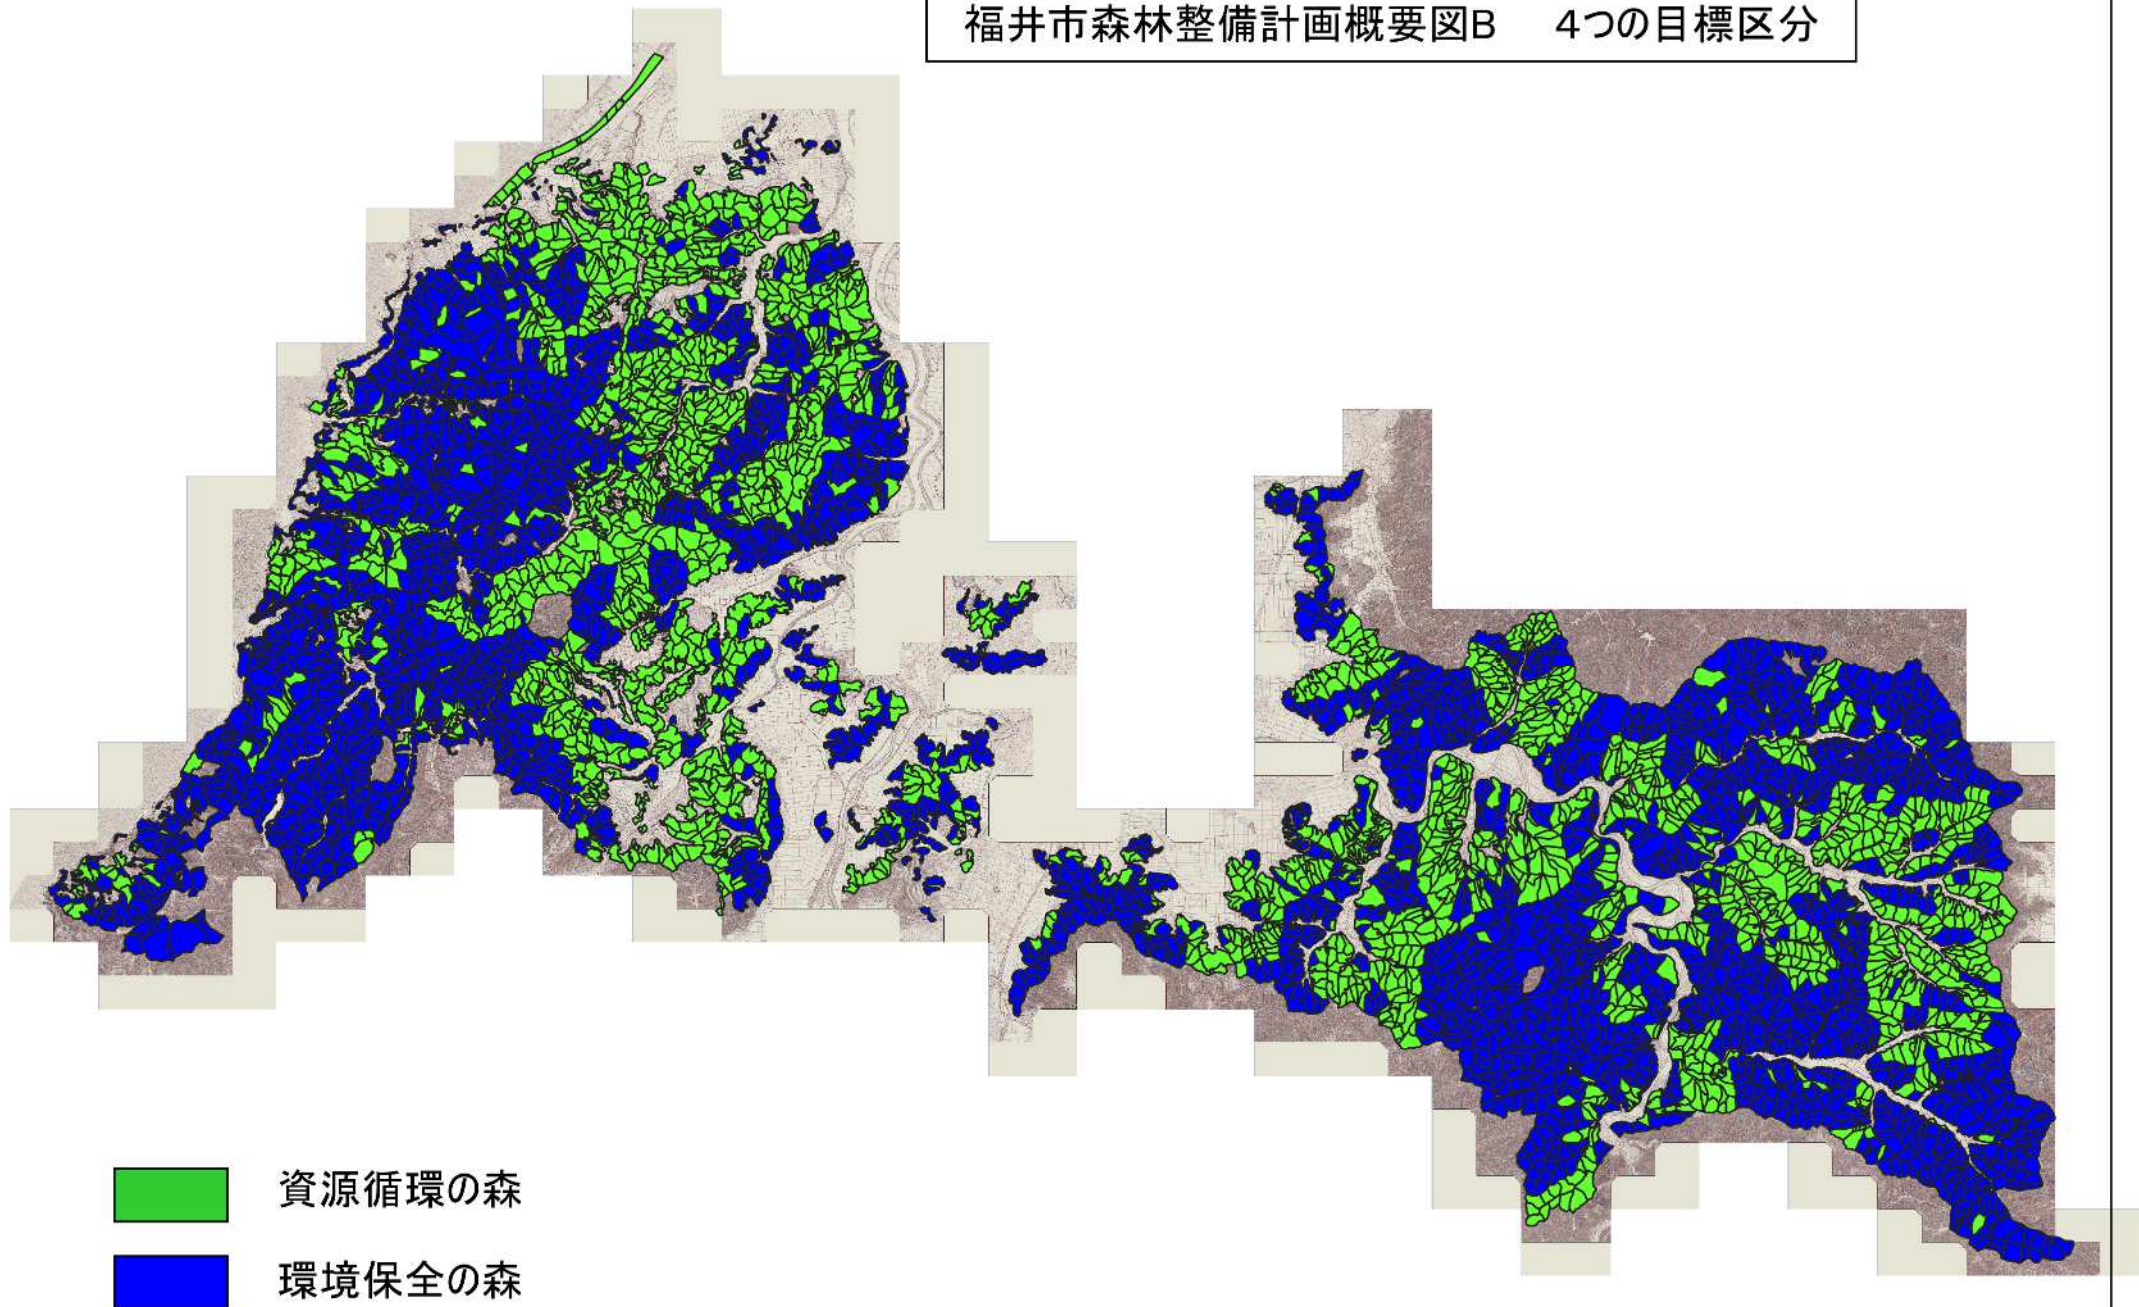 福井市森林整備計画概要図B　4つの目標区分
資源循環の森
環境保全の森